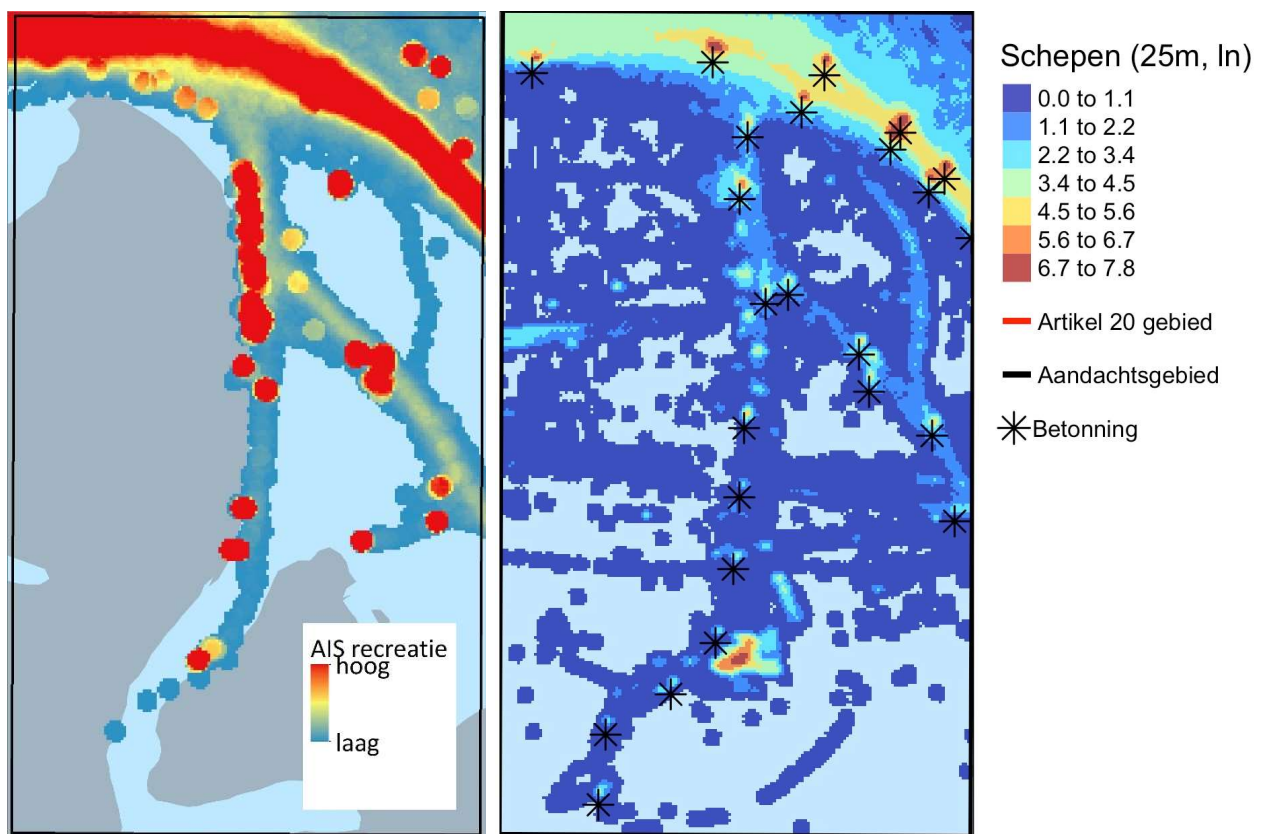 AIS recreatie
hoog
laag
Schepen (25m, ln)
0.0 to 1.1
1.1 to 2.2
2.2 to 3.4
3.4 to 4.5
4.5 to 5.6
5.6 to 6.7
6.7 to 7.8
Artikel 20 gebied
Aandachtsgebied
Betonning